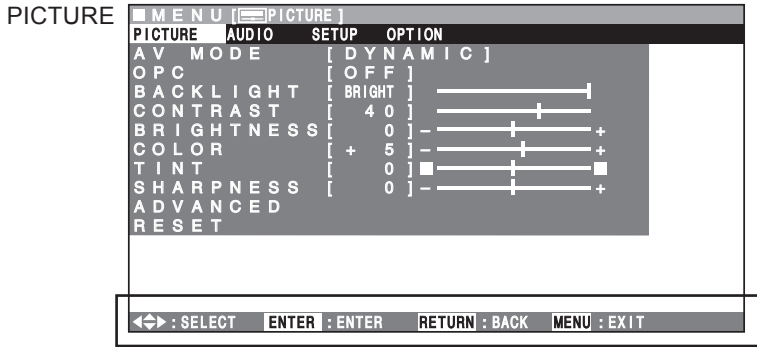 PICTURE
MENU [PICTURE]
PICTURE AUDIO SETUP OPTION
AV MODE [DYNAMIC]
OPC [OFF]
BACKLIGHT [BRIGHT]
CONTRAST [40]
BRIGHTNESS [0] - +
COLOR [+5] - +
TINT [0]
SHARPNESS [0] - +
ADVANCED
RESET
:SELECT ENTER :ENTER RETURN :BACK MENU :EXIT